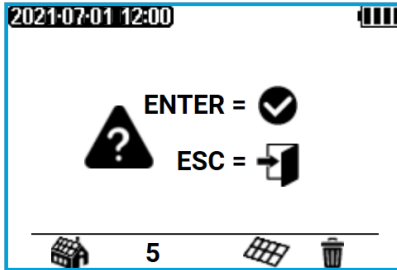 2021·07·01 12:00
ENTER =
?
ESC =
5